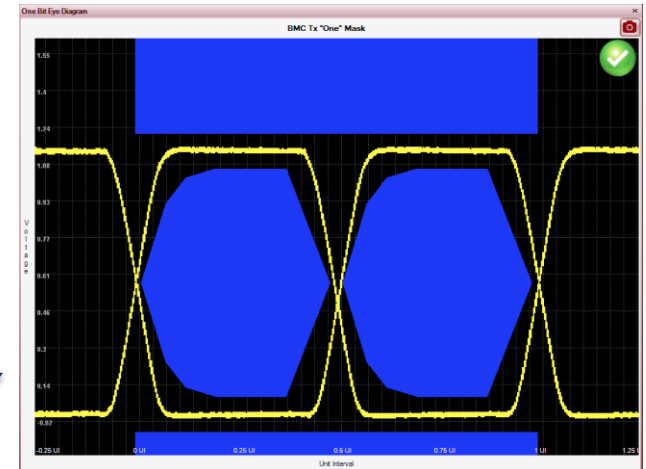 One Bit Eye Diagram
BMC Tx "One" Mask
1.55
1.4
1.24
1.08
0.93
0.77
0.61
0.46
0.3
0.14
-0.02
Voltage
-0.25 UI 0 UI 0.25 UI 0.5 UI 0.75 UI 1 UI 1.25 UI
Unit Interval